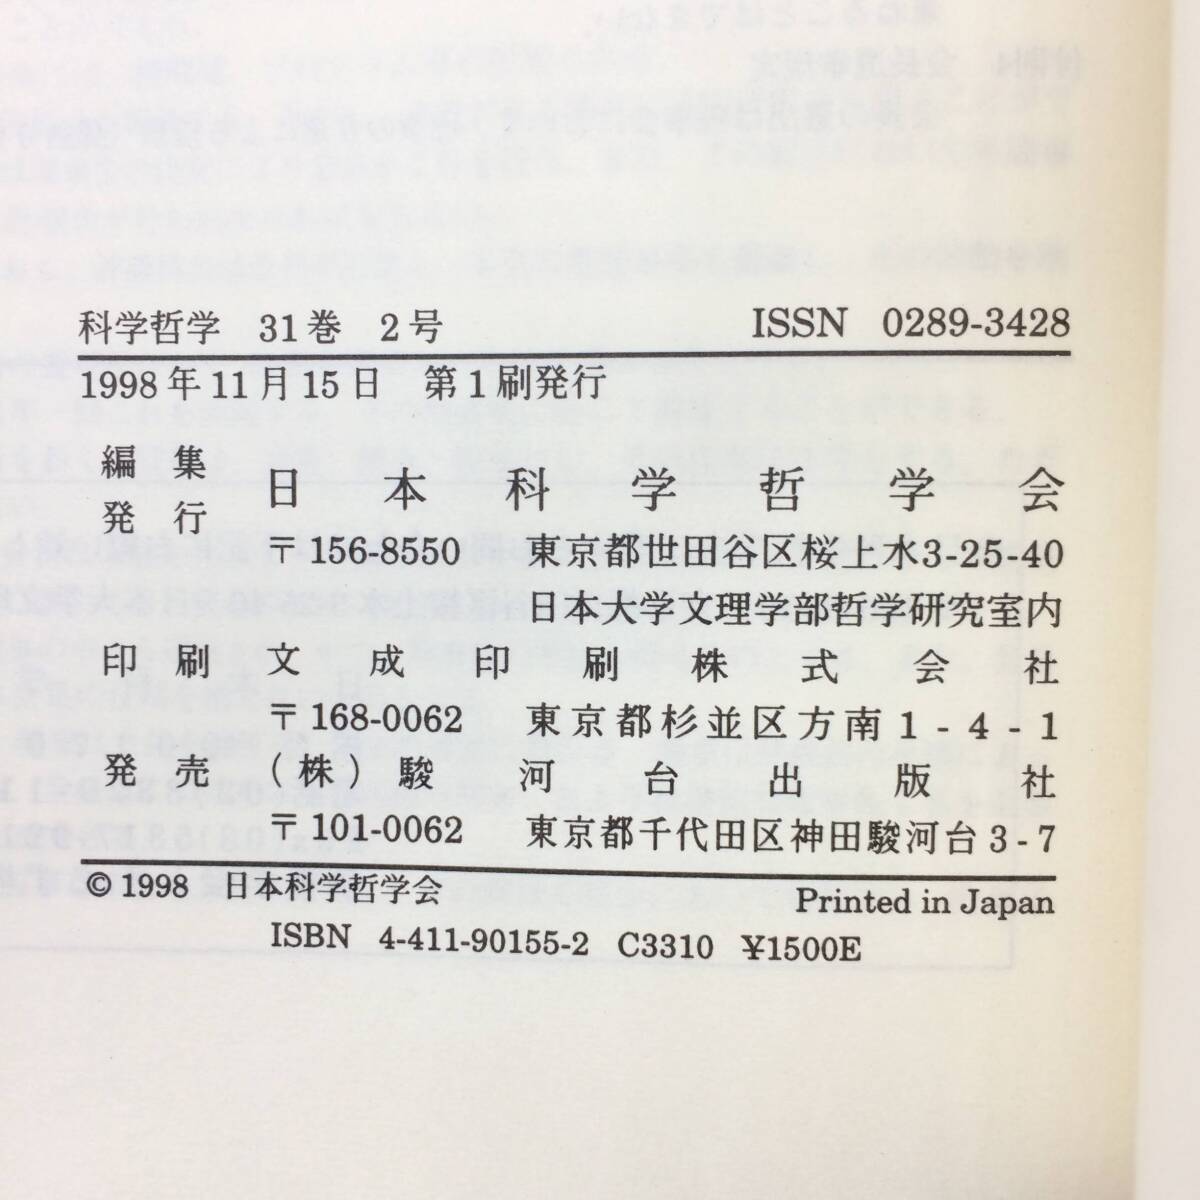 科学哲学　31巻　2号　ISSN　0289-3428
1998年11月15日　第1刷発行
編集
発行　日本科学哲学会
〒156-8550　東京都世田谷区桜上水3-25-40
日本大学文理学部哲学研究室内
印刷　文成印刷株式会社
〒168-0062　東京都杉並区方南1-4-1
発売　(株)駿河台出版社
〒101-0062　東京都千代田区神田駿河台3-7
© 1998　日本科学哲学会　Printed in Japan
ISBN　4-411-90155-2　C3310　¥1500E